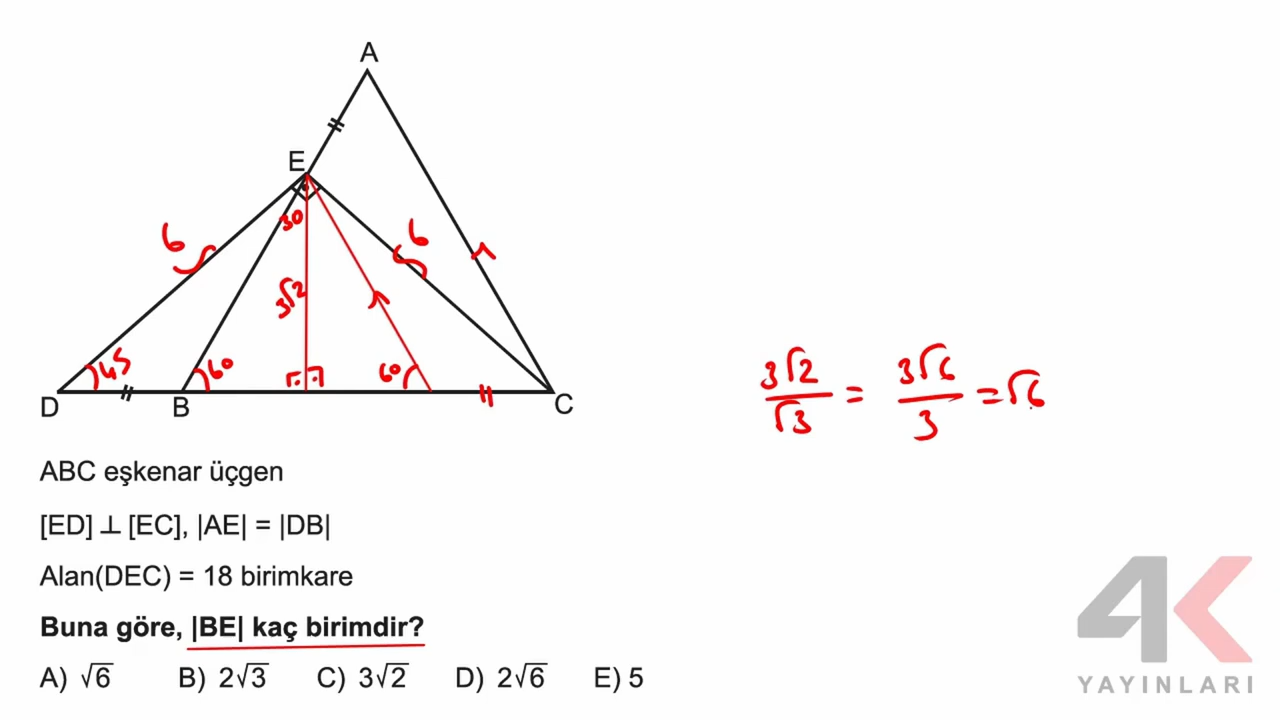 A
E
6
6
30
3√2
45
60
60
D
B
C
3√2/√3 = 3√6/3 = √6
ABC eşkenar üçgen
[ED] ⊥ [EC], |AE| = |DB|
Alan(DEC) = 18 birimkare
Buna göre, |BE| kaç birimdir?
A) √6 B) 2√3 C) 3√2 D) 2√6 E) 5
4K
YAYINLARI